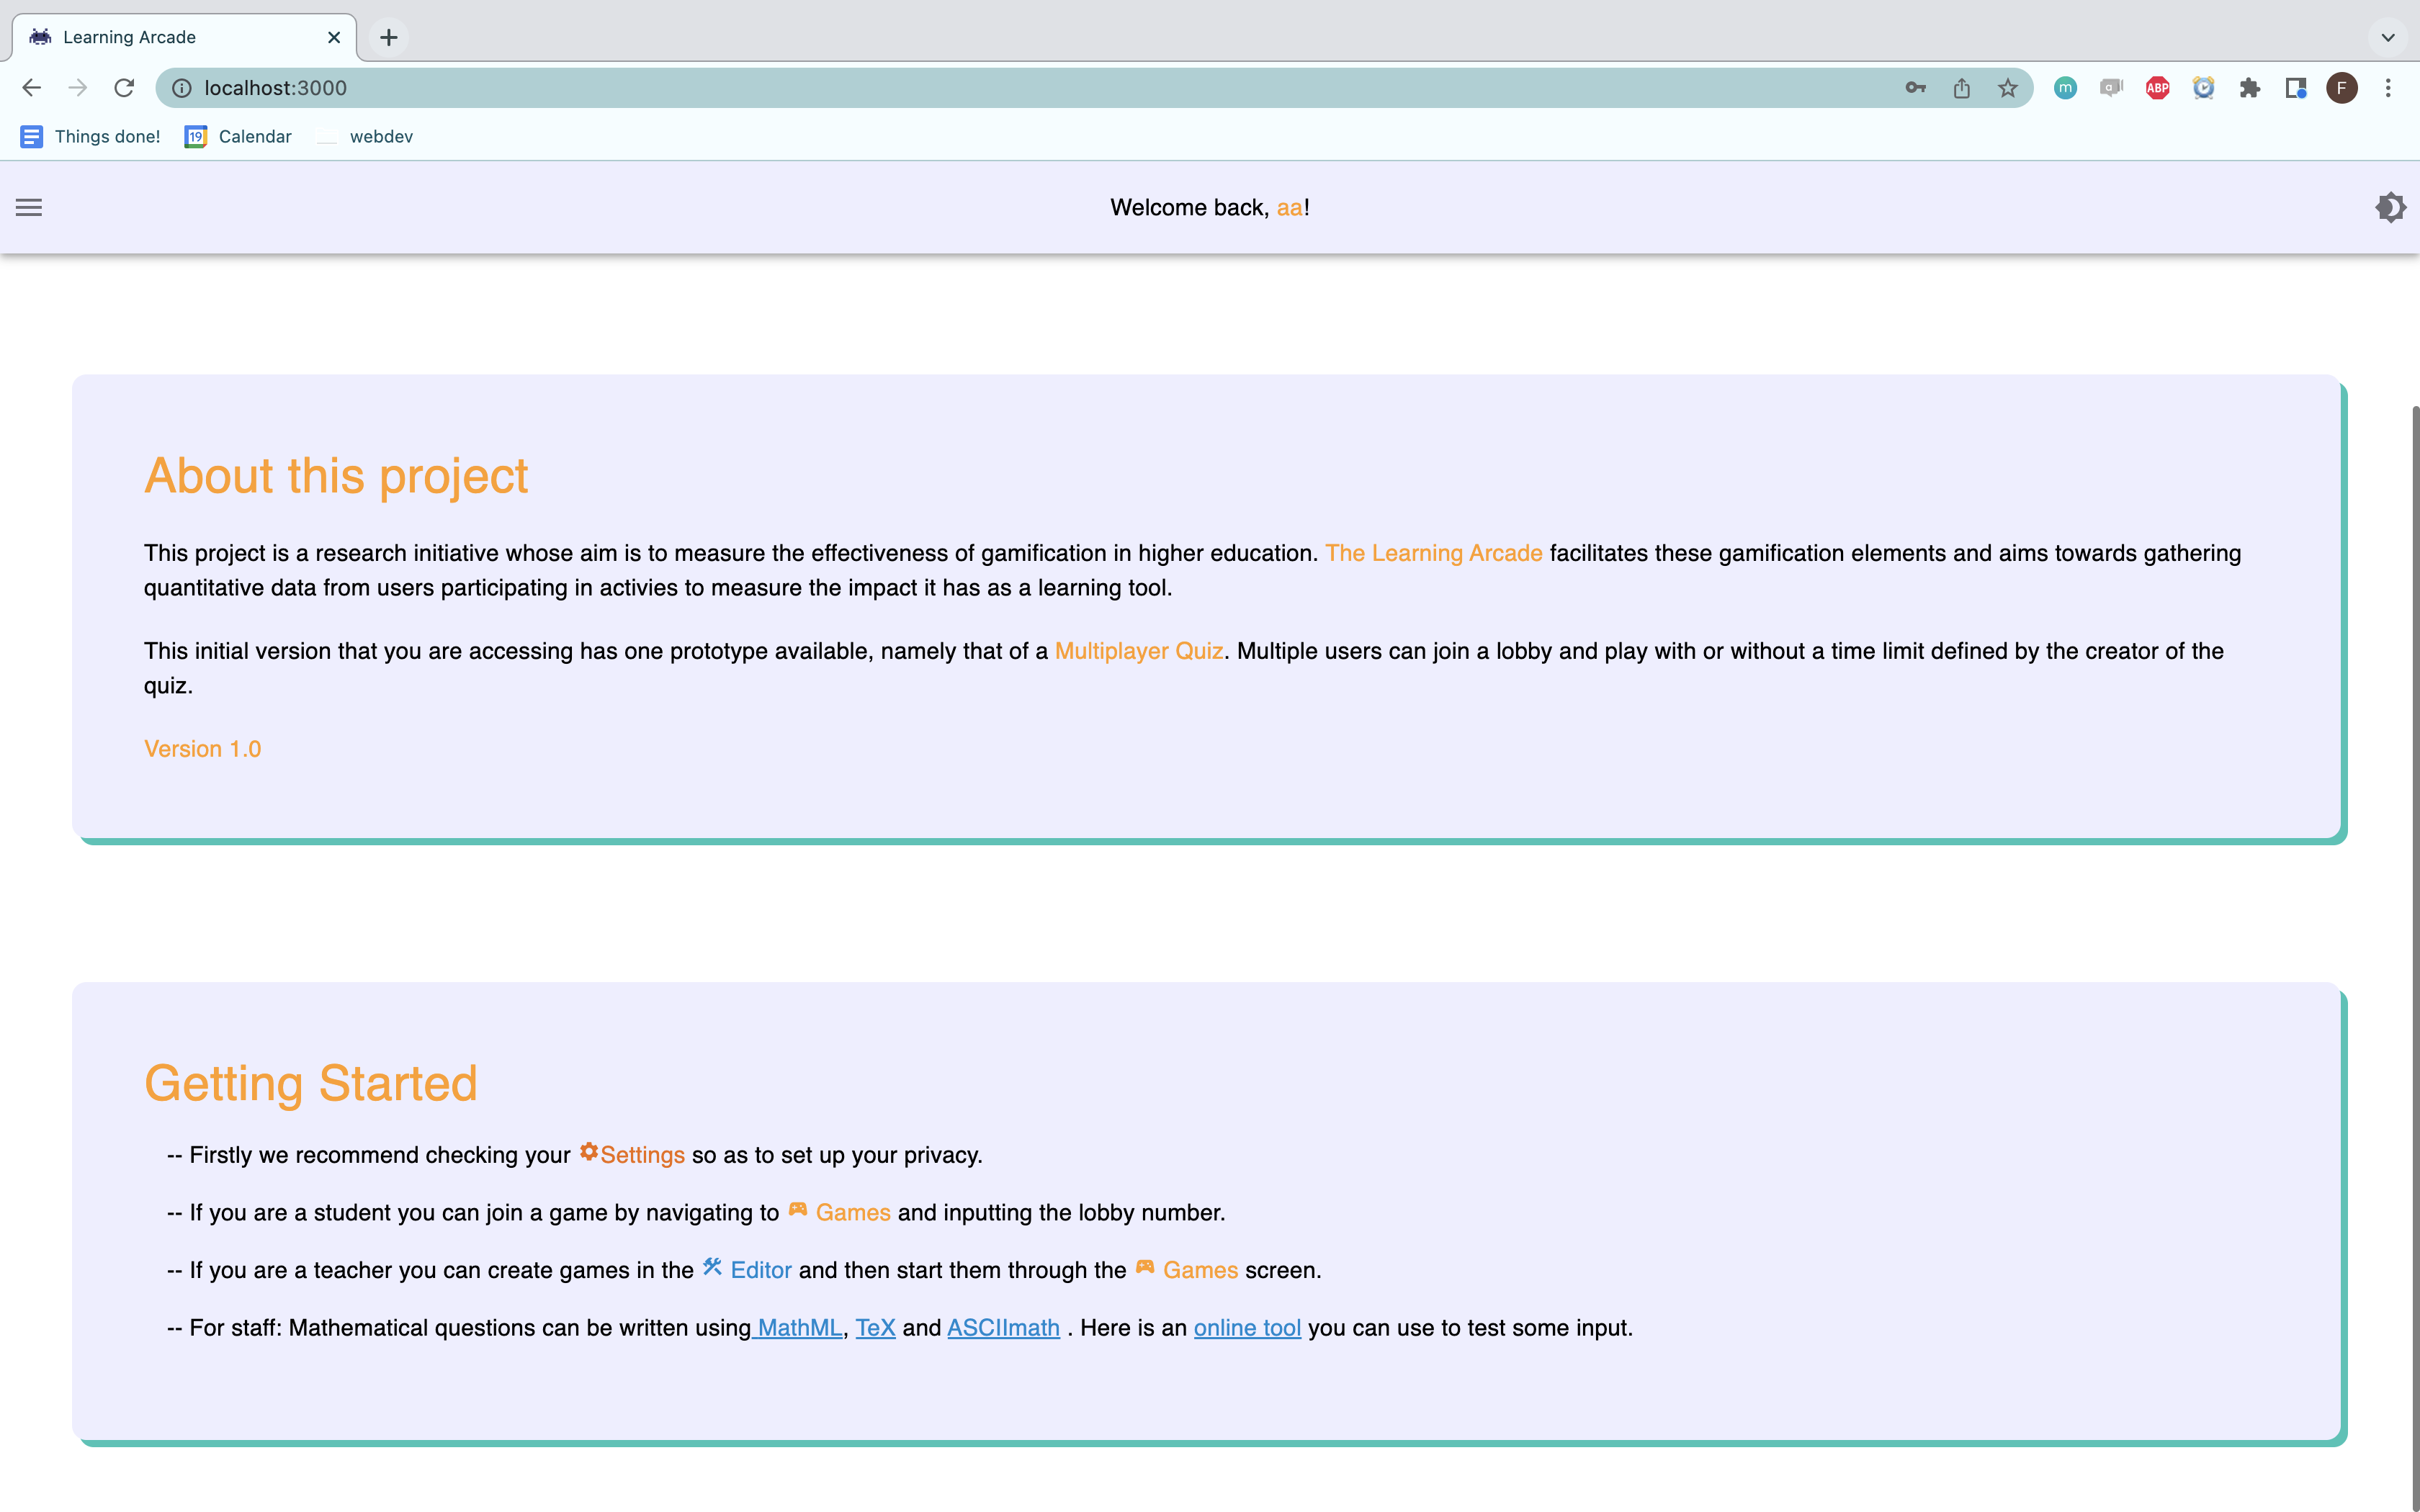 Learning Arcade
localhost:3000
m
a
ABP
F
Things done!
19
Calendar
webdev
Welcome back, aa!
About this project
This project is a research initiative whose aim is to measure the effectiveness of gamification in higher education. The Learning Arcade facilitates these gamification elements and aims towards gathering
quantitative data from users participating in activies to measure the impact it has as a learning tool.
This initial version that you are accessing has one prototype available, namely that of a Multiplayer Quiz. Multiple users can join a lobby and play with or without a time limit defined by the creator of the
quiz.
Version 1.0
Getting Started
-- Firstly we recommend checking your Settings so as to set up your privacy.
-- If you are a student you can join a game by navigating to Games and inputting the lobby number.
-- If you are a teacher you can create games in the Editor and then start them through the Games screen.
-- For staff: Mathematical questions can be written using MathML, TeX and ASCIImath . Here is an online tool you can use to test some input.